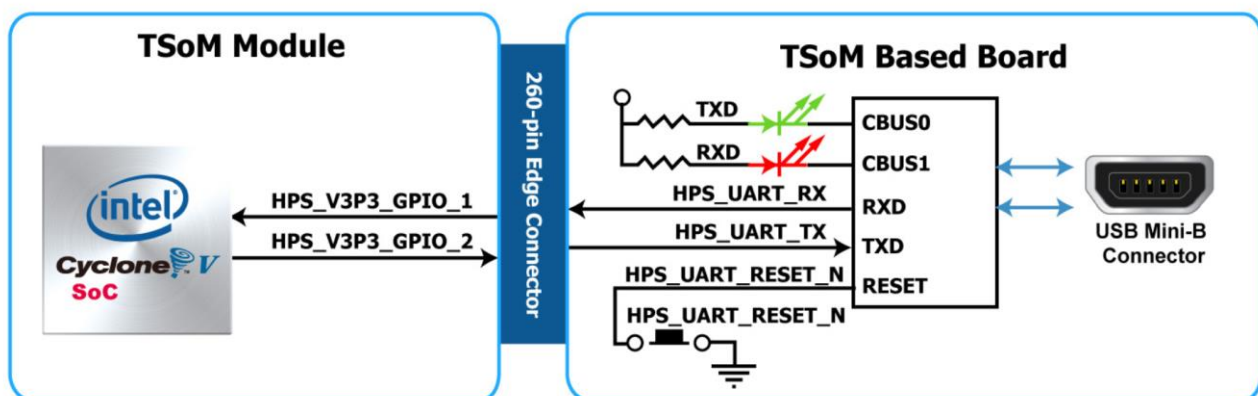 TSoM Module
intel
Cyclone V
SoC
HPS_V3P3_GPIO_1
HPS_V3P3_GPIO_2
260-pin Edge Connector
TSoM Based Board
TXD
CBUS0
RXD
CBUS1
HPS_UART_RX
RXD
HPS_UART_TX
TXD
HPS_UART_RESET_N
RESET
HPS_UART_RESET_N
USB Mini-B
Connector